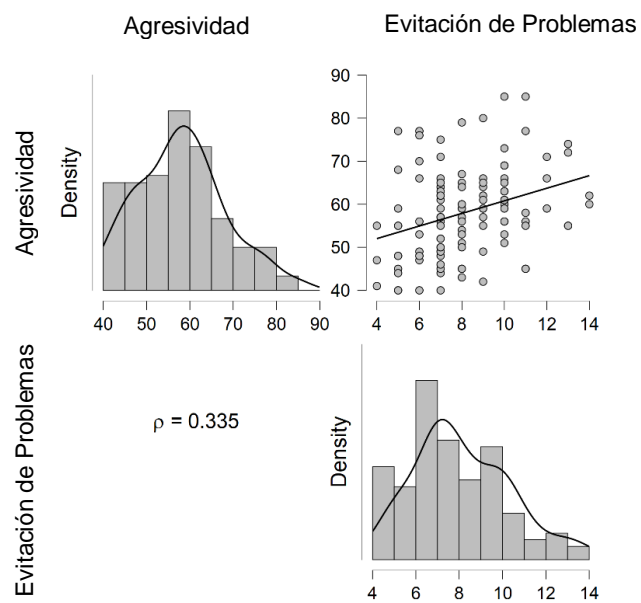 Agresividad
Evitación de Problemas
Agresividad
Density
40 50 60 70 80 90
90
80
70
60
50
40
4 6 8 10 12 14
Evitación de Problemas
ρ = 0.335
Density
4 6 8 10 12 14